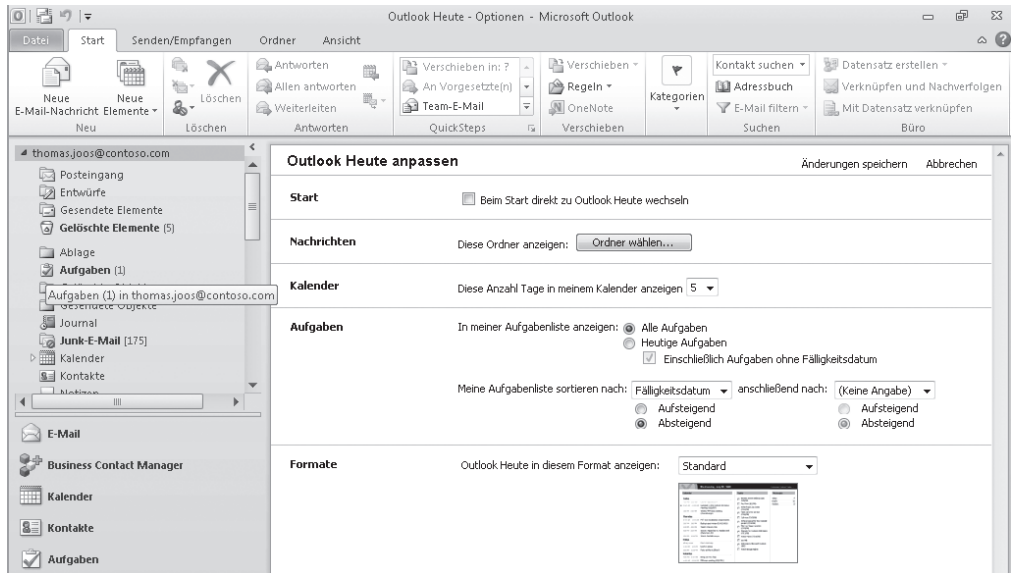 Outlook Heute - Optionen - Microsoft Outlook
Datei Start Senden/Empfangen Ordner Ansicht
Neue E-Mail-Nachricht
Neue Elemente
Neu
Löschen
Löschen
Antworten
Allen antworten
Weiterleiten
Antworten
Verschieben in: ?
An Vorgesetzte(n)
Team-E-Mail
QuickSteps
Verschieben
Regeln
OneNote
Verschieben
Kategorien
Kontakt suchen
Adressbuch
E-Mail filtern
Suchen
Datensatz erstellen
Verknüpfen und Nachverfolgen
Mit Datensatz verknüpfen
Büro
thomas.joos@contoso.com
Posteingang
Entwürfe
Gesendete Elemente
Gelöschte Elemente (5)
Ablage
Aufgaben (1)
Aufgaben (1) in thomas.joos@contoso.com
Gesendete Objekte
Journal
Junk-E-Mail [175]
Kalender
Kontakte
Notizen
E-Mail
Business Contact Manager
Kalender
Kontakte
Aufgaben
Outlook Heute anpassen Änderungen speichern Abbrechen
Start Beim Start direkt zu Outlook Heute wechseln
Nachrichten Diese Ordner anzeigen: Ordner wählen...
Kalender Diese Anzahl Tage in meinem Kalender anzeigen 5
Aufgaben In meiner Aufgabenliste anzeigen: Alle Aufgaben
Heutige Aufgaben
Einschließlich Aufgaben ohne Fälligkeitsdatum
Meine Aufgabenliste sortieren nach: Fälligkeitsdatum anschließend nach: (Keine Angabe)
Aufsteigend Aufsteigend
Absteigend Absteigend
Formate Outlook Heute in diesem Format anzeigen: Standard